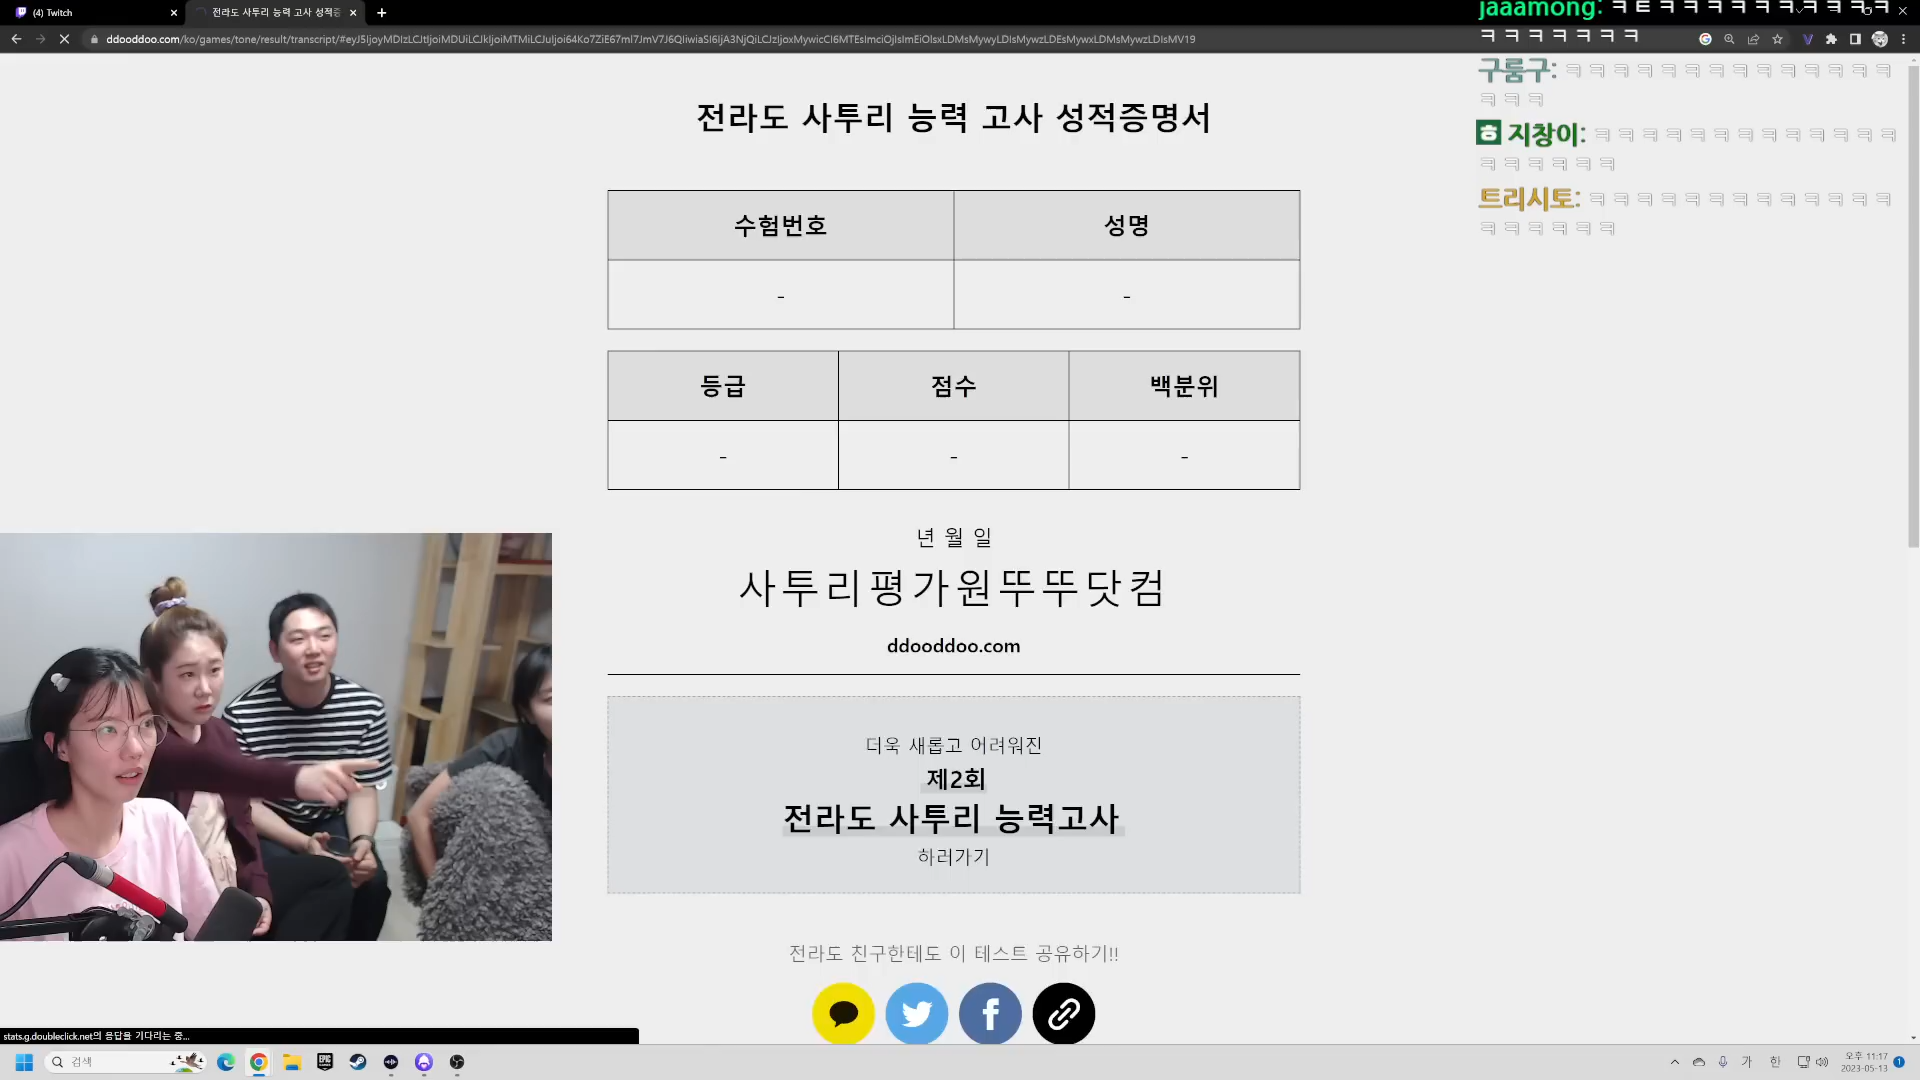 (4) Twitch
전라도 사투리 능력 고사 성적증
ddooddoo.com/ko/games/tone/result/transcript/
jaaamong: ㅋㅌㅋㅋㅋㅋㅋㅋㅋㅋㅋㅋ
ㅋㅋㅋㅋㅋㅋㅋ
구룸구: ㅋㅋㅋㅋㅋㅋㅋㅋㅋㅋㅋㅋㅋㅋ
ㅋㅋㅋ
ㅎ 지창이: ㅋㅋㅋㅋㅋㅋㅋㅋㅋㅋㅋㅋㅋ
ㅋㅋㅋㅋㅋㅋ
트리시토: ㅋㅋㅋㅋㅋㅋㅋㅋㅋㅋㅋㅋㅋ
ㅋㅋㅋㅋㅋㅋ
전라도 사투리 능력 고사 성적증명서
수험번호 성명
- -
등급 점수 백분위
- - -
년 월 일
사투리평가원뚜뚜닷컴
ddooddoo.com
더욱 새롭고 어려워진
제2회
전라도 사투리 능력고사
하러가기
전라도 친구한테도 이 테스트 공유하기!!
stats.g.doubleclick.net의 응답을 기다리는 중...
검색
EPIC
가 한
오후 11:17
2023-05-13
1